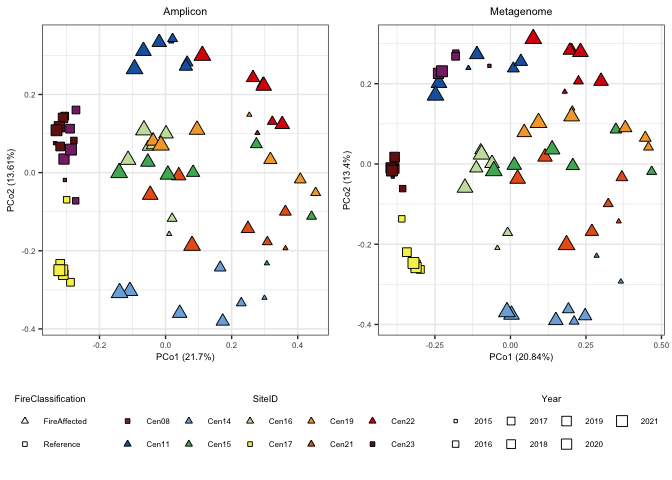 Amplicon
0.2
0.0
-0.2
-0.4
PCo2 (13.61%)
-0.2 0.0 0.2 0.4
PCo1 (21.7%)
Metagenome
0.2
0.0
-0.2
-0.4
PCo2 (13.4%)
-0.25 0.00 0.25 0.50
PCo1 (20.84%)
FireClassification
FireAffected
Reference
SiteID
Cen08 Cen14 Cen16 Cen19 Cen22
Cen11 Cen15 Cen17 Cen21 Cen23
Year
2015 2017 2019 2021
2016 2018 2020